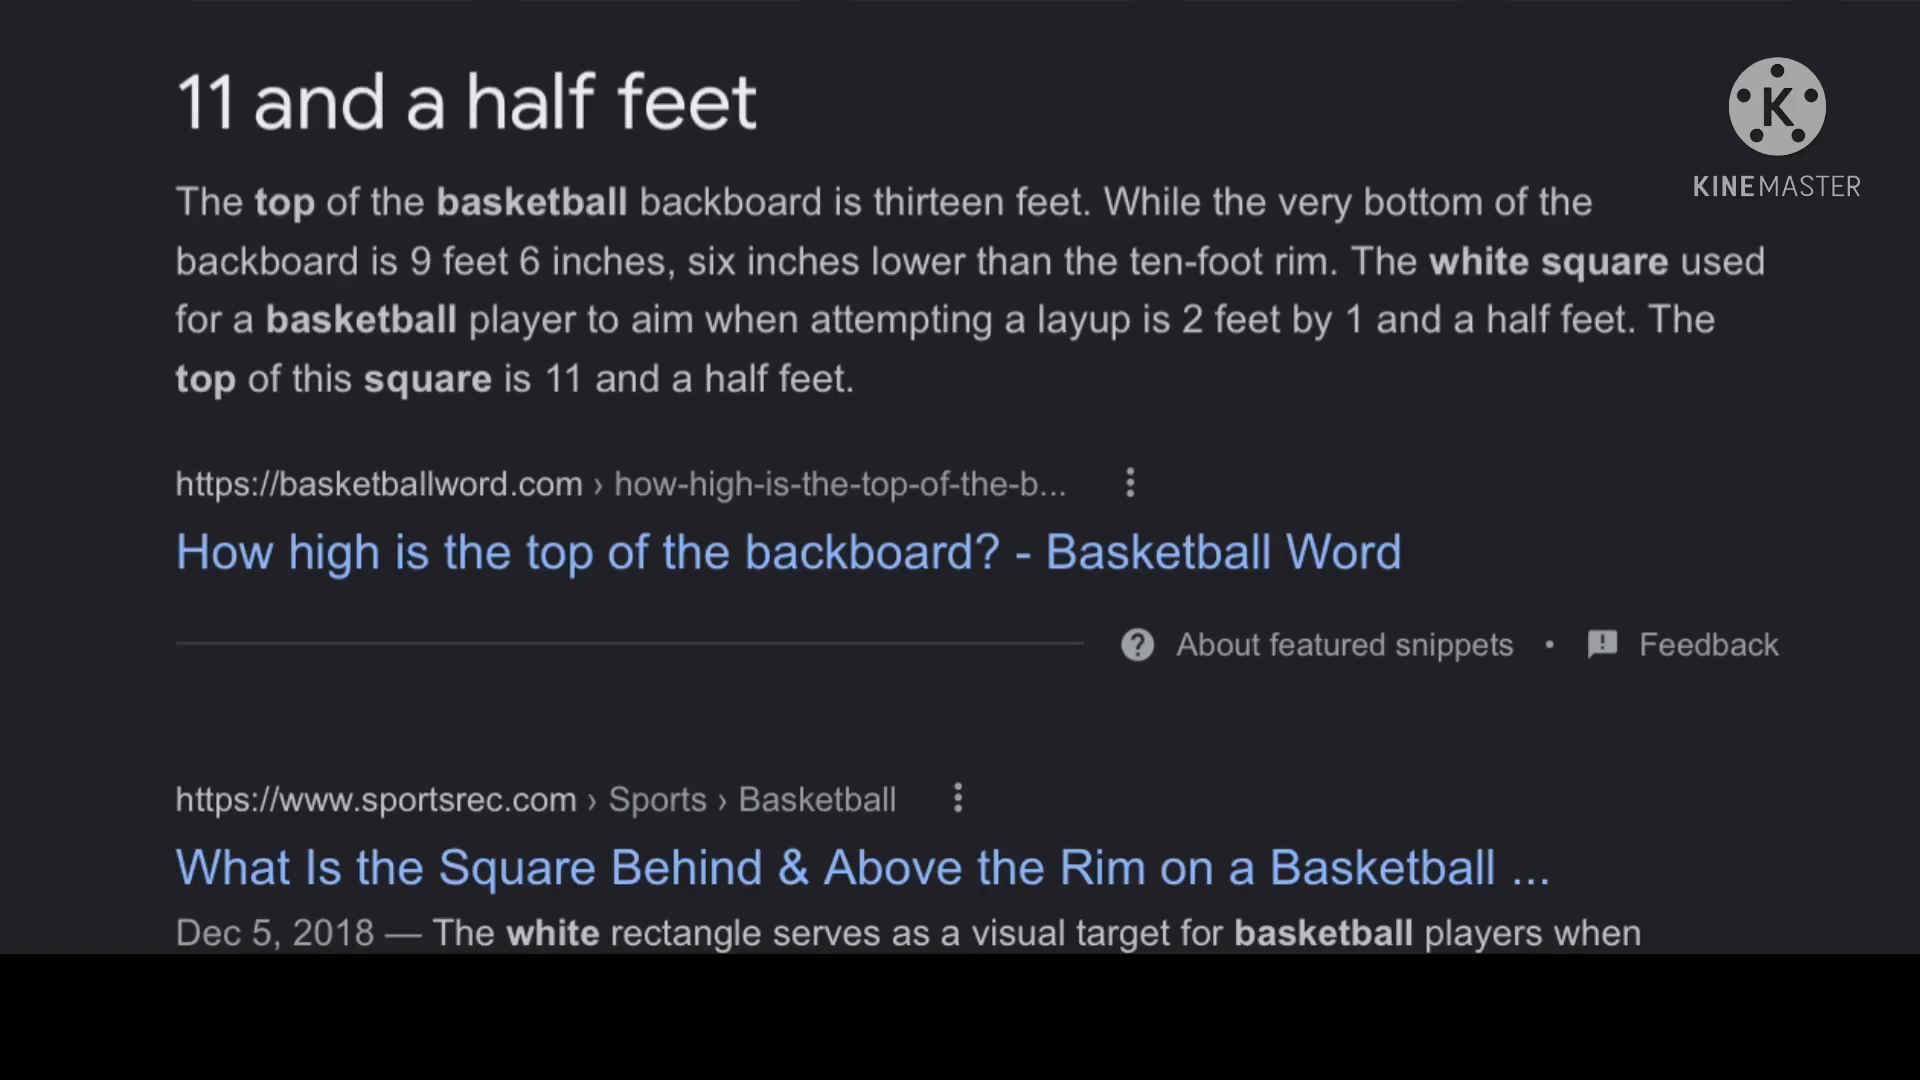 11 and a half feet
K
KINEMASTER
The top of the basketball backboard is thirteen feet. While the very bottom of the
backboard is 9 feet 6 inches, six inches lower than the ten-foot rim. The white square used
for a basketball player to aim when attempting a layup is 2 feet by 1 and a half feet. The
top of this square is 11 and a half feet.
https://basketballword.com › how-high-is-the-top-of-the-b...
How high is the top of the backboard? - Basketball Word
About featured snippets • Feedback
https://www.sportsrec.com › Sports › Basketball
What Is the Square Behind & Above the Rim on a Basketball ...
Dec 5, 2018 — The white rectangle serves as a visual target for basketball players when